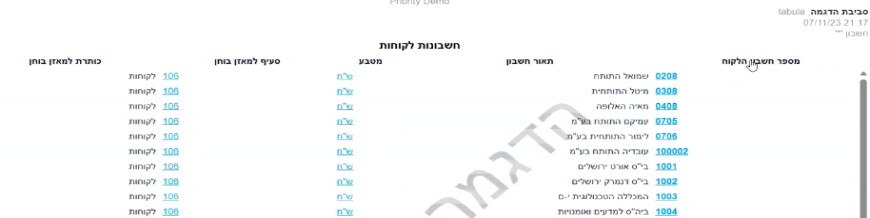 Priority Demo
סביבת הדגמה, tabula
07/11/23 21:17
חשבון '*'
חשבונות לקוחות
מספר חשבון הלקוח תאור חשבון מטבע סעיף למאזן בוחן כותרת למאזן בוחן
0208 שמואל התותח ש"ח 106 לקוחות
0308 מיטל התותחית ש"ח 106 לקוחות
0408 מאיה האלופה ש"ח 106 לקוחות
0705 עמיקם התותח בע"מ ש"ח 106 לקוחות
0706 לימור התותחית בע"מ ש"ח 106 לקוחות
100002 עובדיה התותח בע"מ ש"ח 106 לקוחות
1001 בי"ס אורט ירושלים ש"ח 106 לקוחות
1002 בי"ס דנמרק ירושלים ש"ח 106 לקוחות
1003 המכללה הטכנולוגית י-ם ש"ח 106 לקוחות
1004 ביה"ס למדעים ואומנויות ש"ח 106 לקוחות
הדגמה